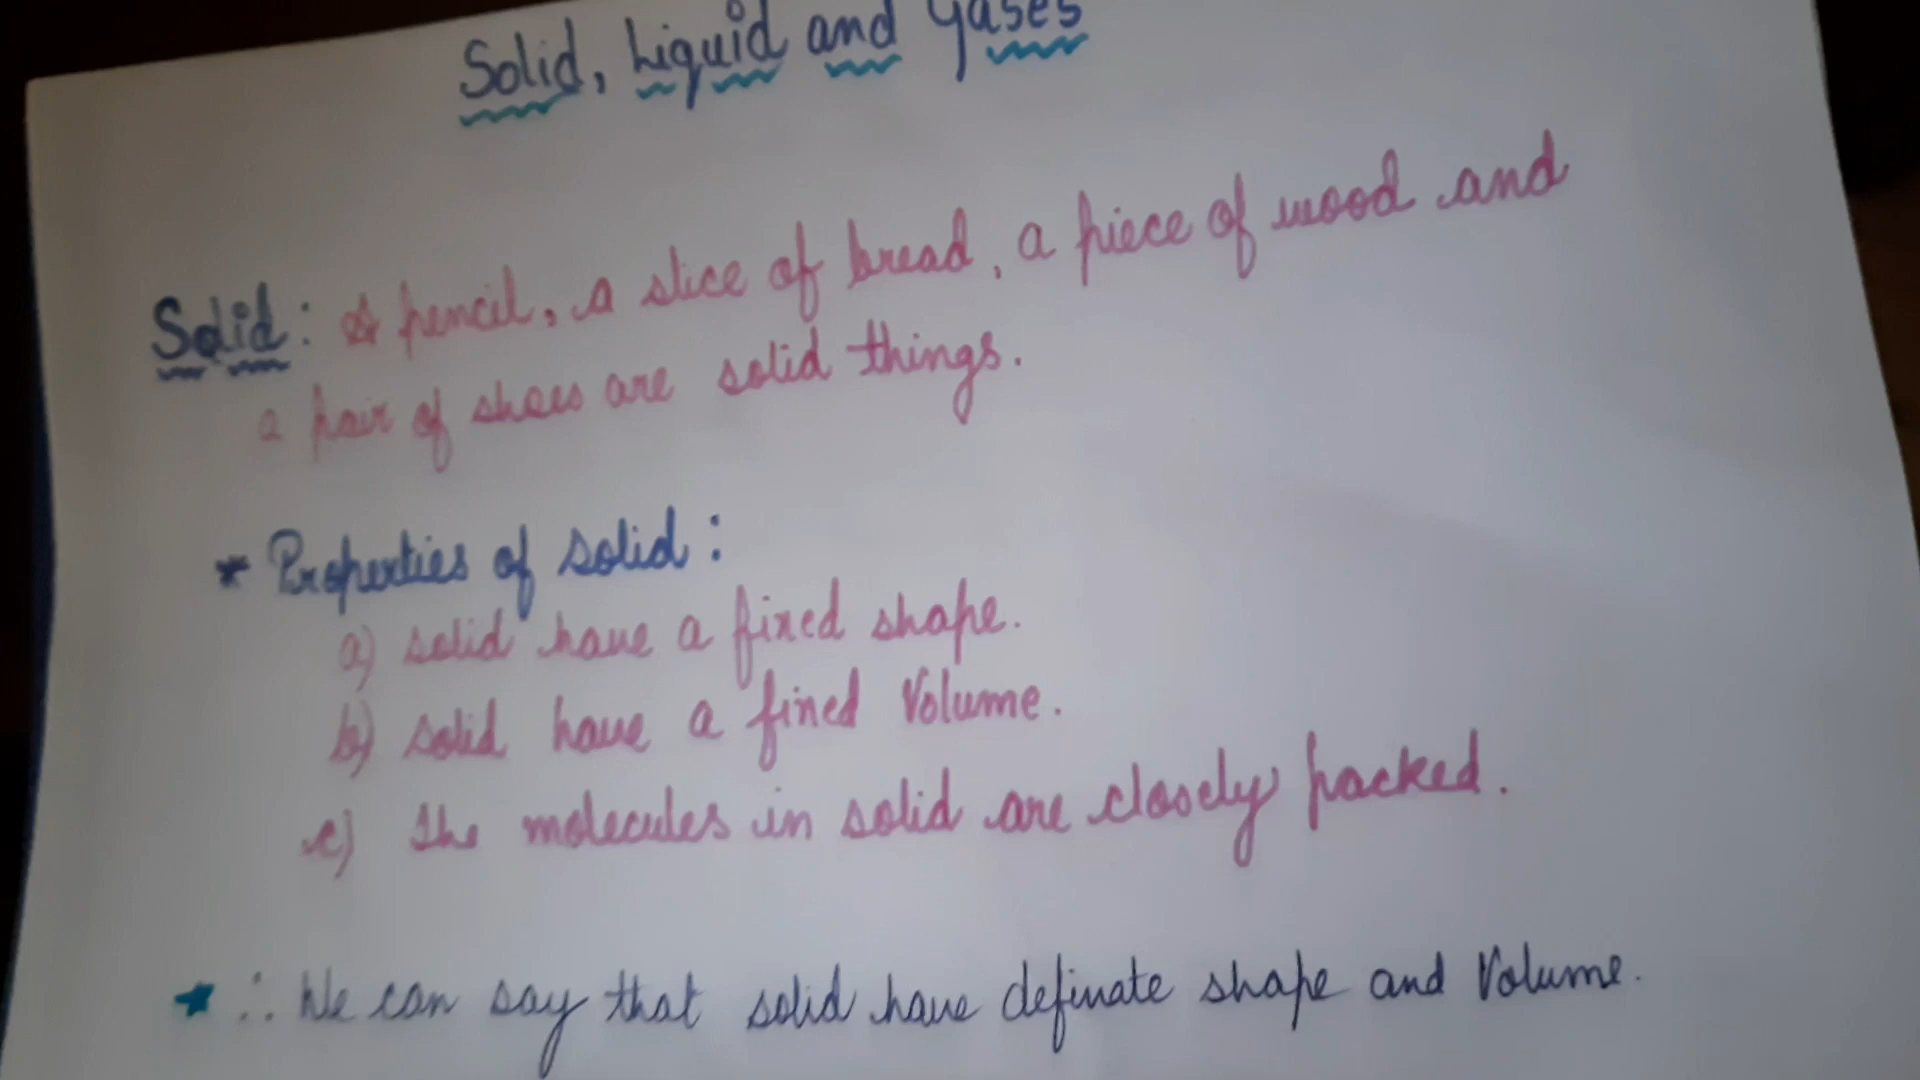 Solid, Liquid and Gases
Solid: A pencil, a slice of bread, a piece of wood and
a pair of shoes are solid things.
* Properties of solid:
a) solid have a fixed shape.
b) solid have a fixed Volume.
c) The molecules in solid are closely packed.
★ ∴ We can say that solid have definate shape and Volume.